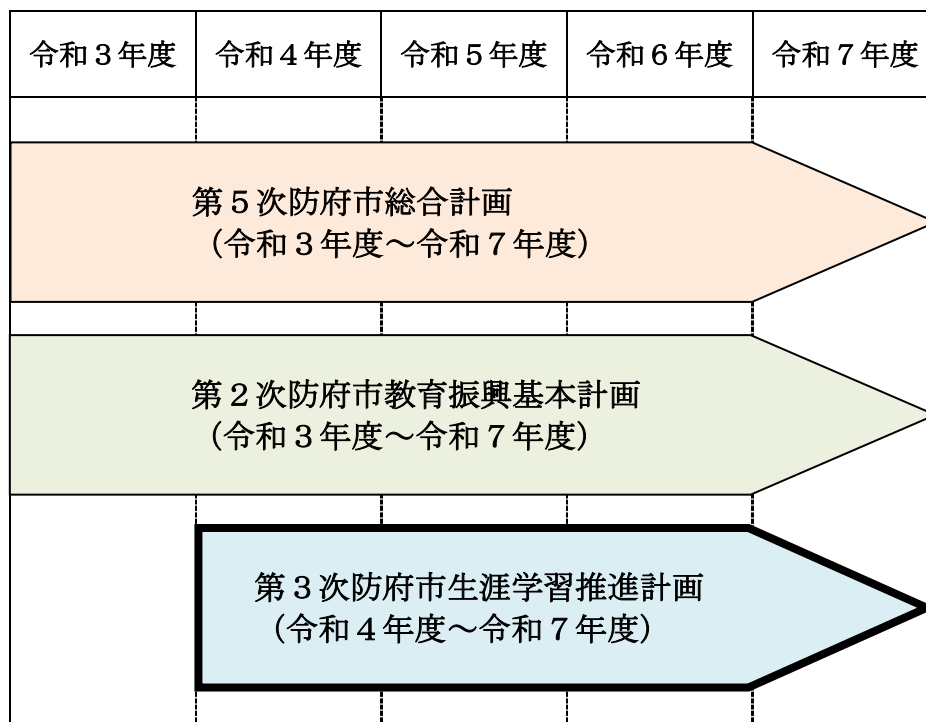 令和３年度
令和４年度
令和５年度
令和６年度
令和７年度
第５次防府市総合計画
（令和３年度～令和７年度）
第２次防府市教育振興基本計画
（令和３年度～令和７年度）
第３次防府市生涯学習推進計画
（令和４年度～令和７年度）